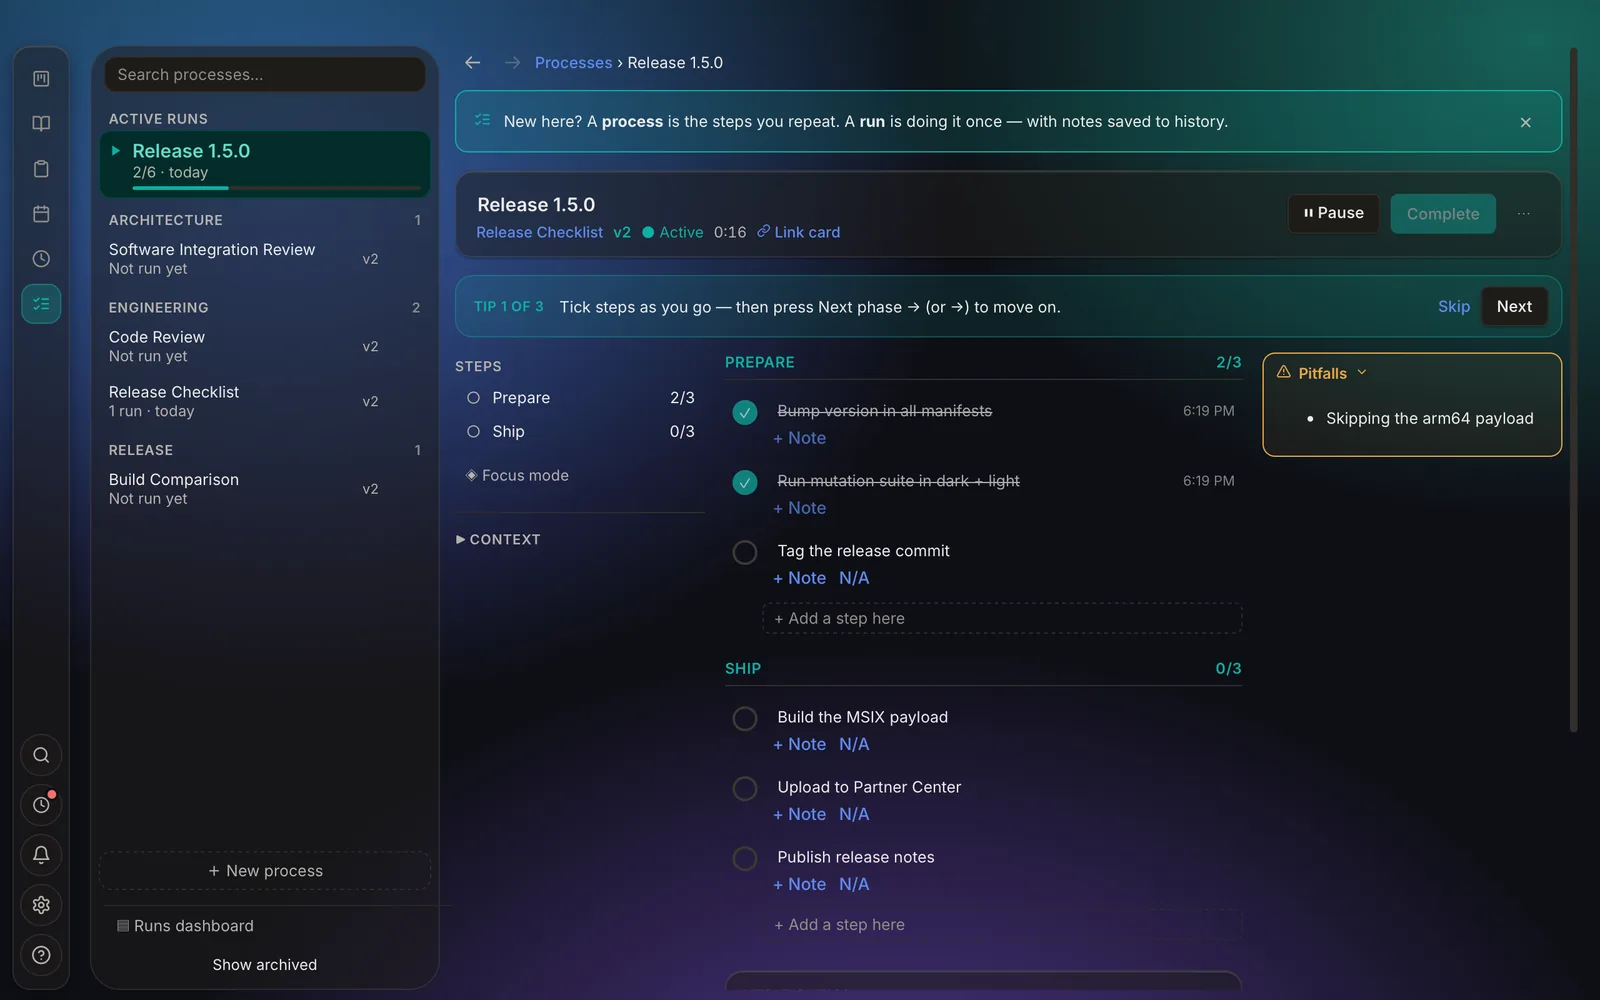 Search processes...
ACTIVE RUNS
Release 1.5.0
2/6 · today
ARCHITECTURE 1
Software Integration Review
Not run yet
v2
ENGINEERING 2
Code Review
Not run yet
v2
Release Checklist
1 run · today
v2
RELEASE 1
Build Comparison
Not run yet
v2
+ New process
Runs dashboard
Show archived
Processes › Release 1.5.0
New here? A process is the steps you repeat. A run is doing it once — with notes saved to history.
Release 1.5.0
Release Checklist v2 Active 0:16 Link card
Pause
Complete
...
TIP 1 OF 3 Tick steps as you go — then press Next phase → (or →) to move on.
Skip
Next
STEPS
Prepare 2/3
Ship 0/3
Focus mode
CONTEXT
PREPARE 2/3
Bump version in all manifests 6:19 PM
+ Note
Run mutation suite in dark + light 6:19 PM
+ Note
Tag the release commit
+ Note N/A
+ Add a step here
SHIP 0/3
Build the MSIX payload
+ Note N/A
Upload to Partner Center
+ Note N/A
Publish release notes
+ Note N/A
+ Add a step here
Pitfalls
• Skipping the arm64 payload